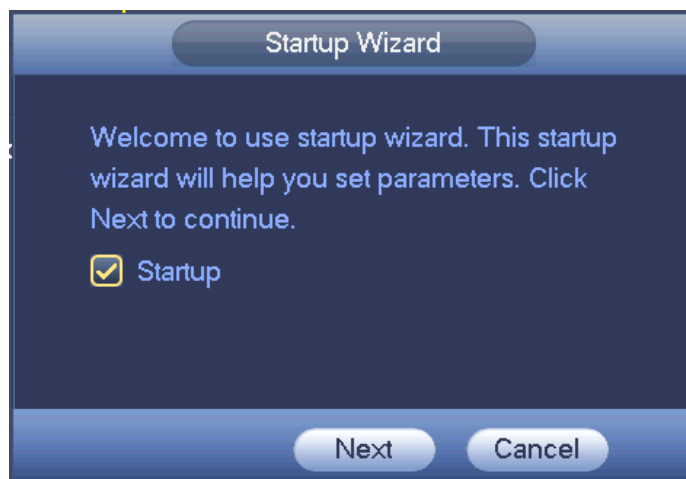 Startup Wizard
Welcome to use startup wizard. This startup
wizard will help you set parameters. Click
Next to continue.
Startup
Next Cancel